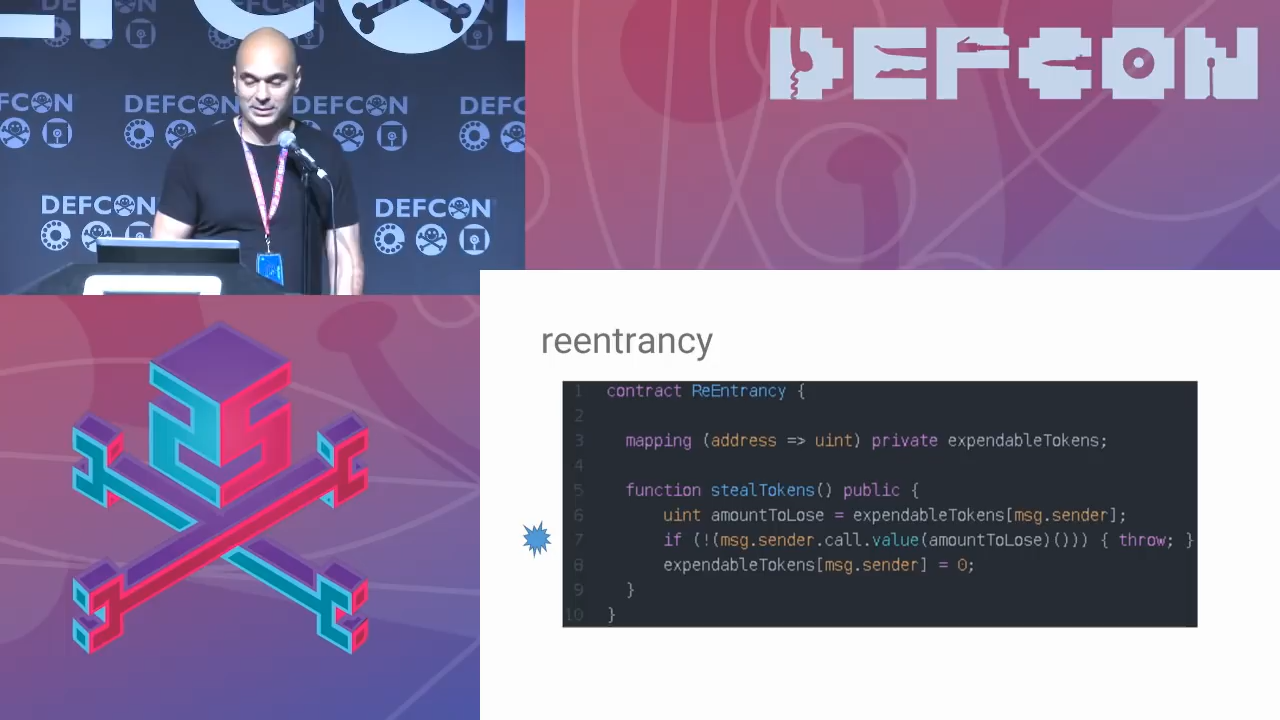 DEFCON
DEFCON
DEFCON
DEFCON
DEFCON
DEFCON
reentrancy
1 contract ReEntrancy {
2
3 mapping (address => uint) private expendableTokens;
4
5 function stealTokens() public {
6 uint amountToLose = expendableTokens[msg.sender];
7 if (!(msg.sender.call.value(amountToLose)())) { throw; }
8 expendableTokens[msg.sender] = 0;
9 }
10 }